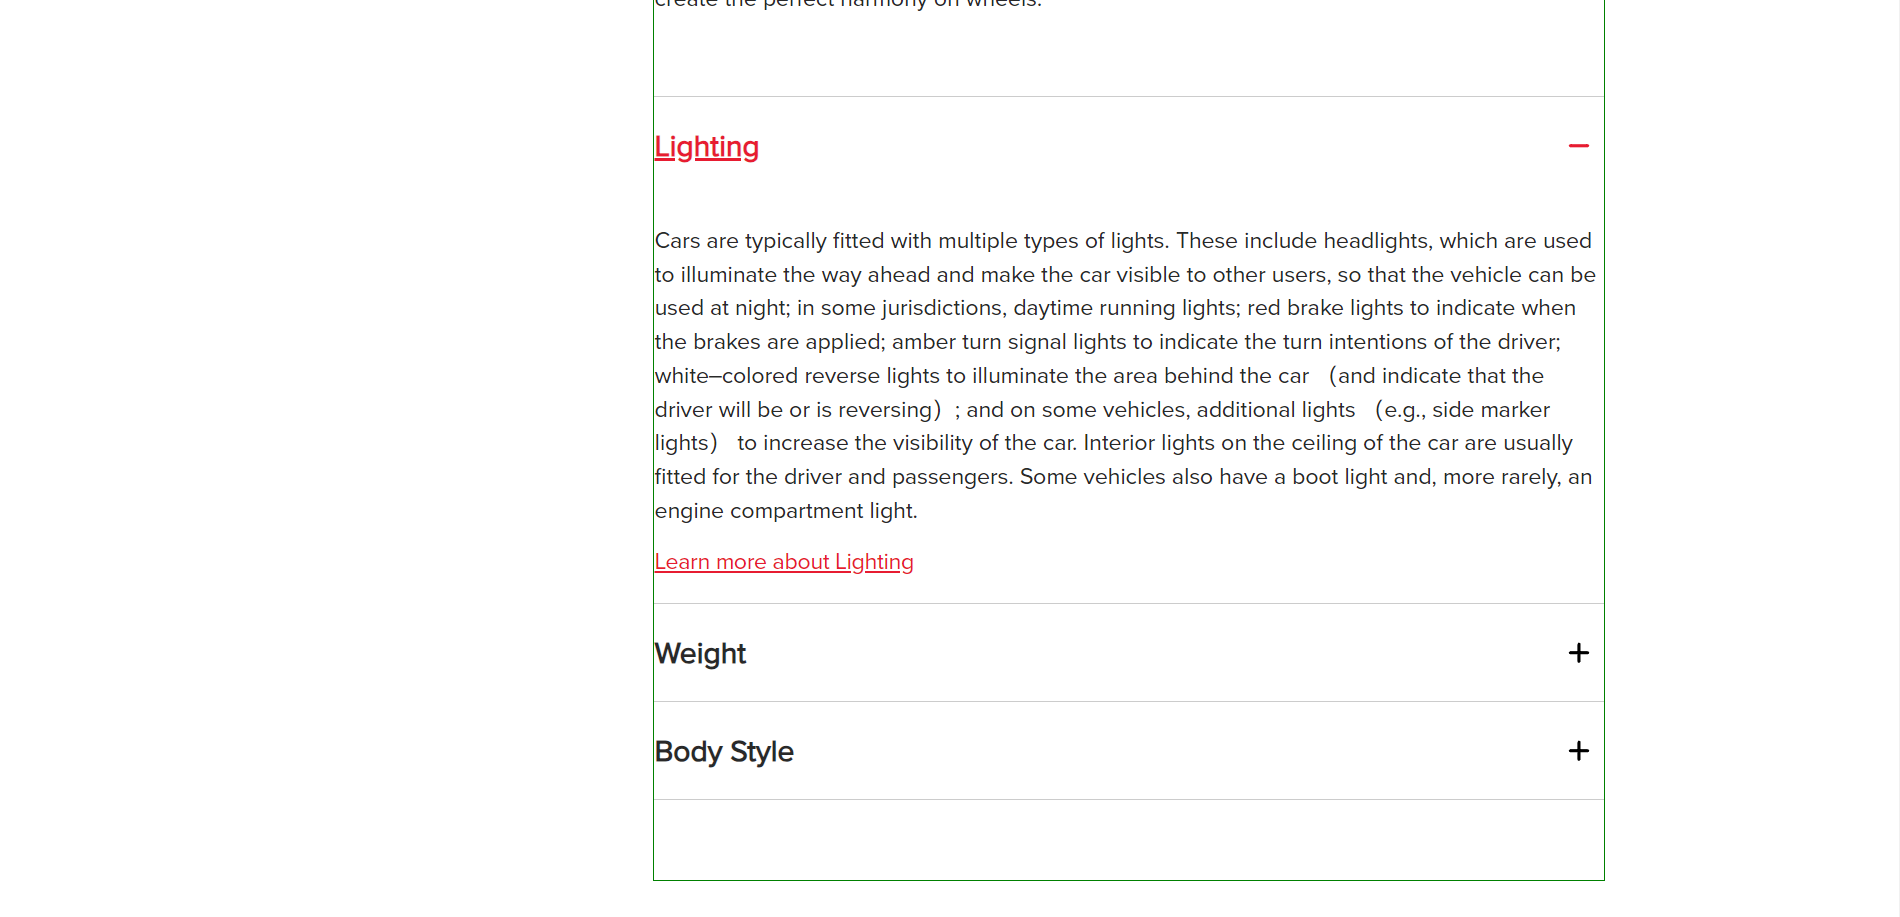 create the perfect harmony on wheels.
Lighting
Cars are typically fitted with multiple types of lights. These include headlights, which are used
to illuminate the way ahead and make the car visible to other users, so that the vehicle can be
used at night; in some jurisdictions, daytime running lights; red brake lights to indicate when
the brakes are applied; amber turn signal lights to indicate the turn intentions of the driver;
white–colored reverse lights to illuminate the area behind the car （and indicate that the
driver will be or is reversing）; and on some vehicles, additional lights （e.g., side marker
lights） to increase the visibility of the car. Interior lights on the ceiling of the car are usually
fitted for the driver and passengers. Some vehicles also have a boot light and, more rarely, an
engine compartment light.
Learn more about Lighting
Weight
Body Style